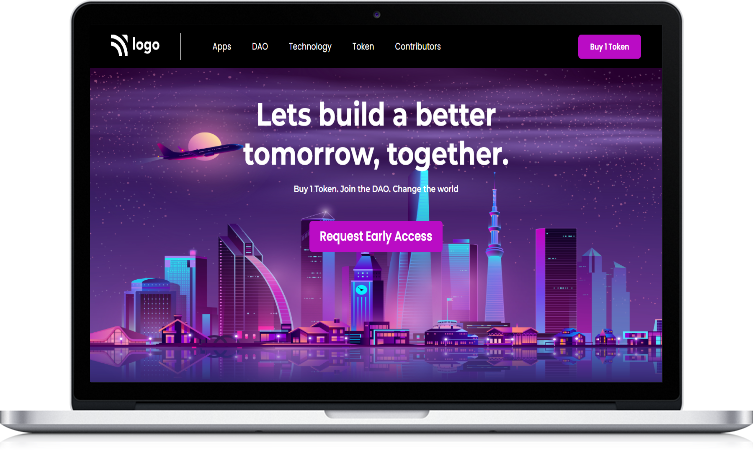 logo
Apps DAO Technology Token Contributors
Buy 1 Token
Lets build a better
tomorrow, together.
Buy 1 Token. Join the DAO. Change the world
Request Early Access